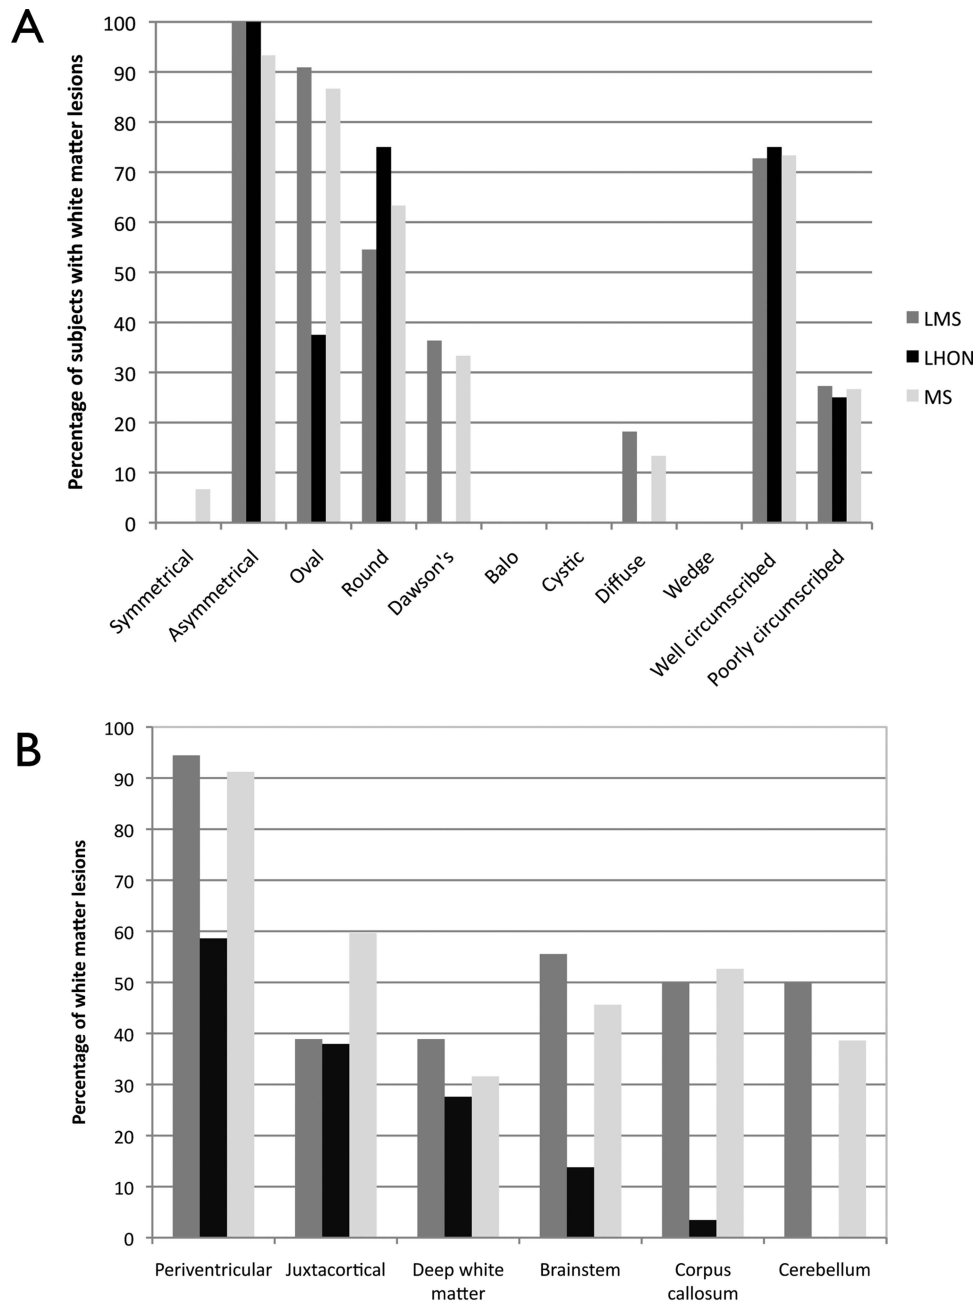 A
Percentage of subjects with white matter lesions
100
90
80
70
60
50
40
30
20
10
0
Symmetrical
Asymmetrical
Oval
Round
Dawson's
Balo
Cystic
Diffuse
Wedge
Well circumscribed
Poorly circumscribed
LMS
LHON
MS
B
Percentage of white matter lesions
100
90
80
70
60
50
40
30
20
10
0
Periventricular
Juxtacortical
Deep white
matter
Brainstem
Corpus
callosum
Cerebellum